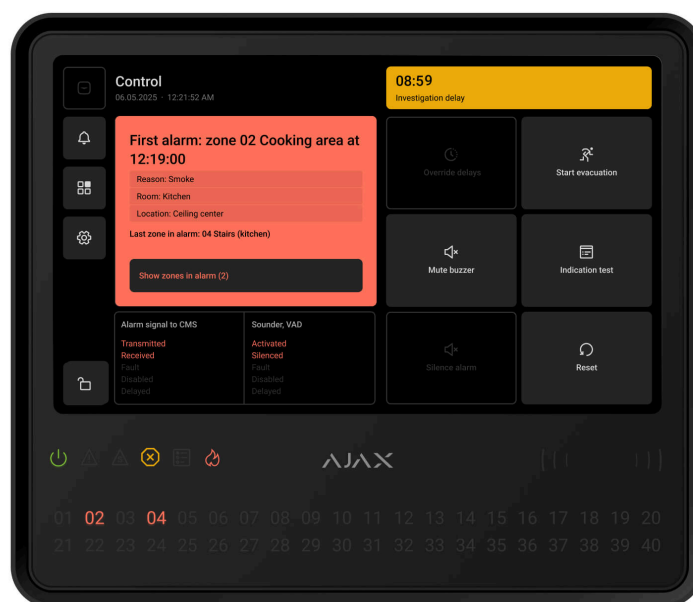 Control
06.05.2025 · 12:21:52 AM
08:59
Investigation delay
First alarm: zone 02 Cooking area at
12:19:00
Reason: Smoke
Room: Kitchen
Location: Ceiling center
Last zone in alarm: 04 Stairs (kitchen)
Show zones in alarm (2)
Override delays
Start evacuation
Mute buzzer
Indication test
Silence alarm
Reset
Alarm signal to CMS
Transmitted
Received
Fault
Disabled
Delayed
Sounder, VAD
Activated
Silenced
Fault
Disabled
Delayed
AJAX
01 02 03 04 05 06 07 08 09 10 11 12 13 14 15 16 17 18 19 20
21 22 23 24 25 26 27 28 29 30 31 32 33 34 35 36 37 38 39 40